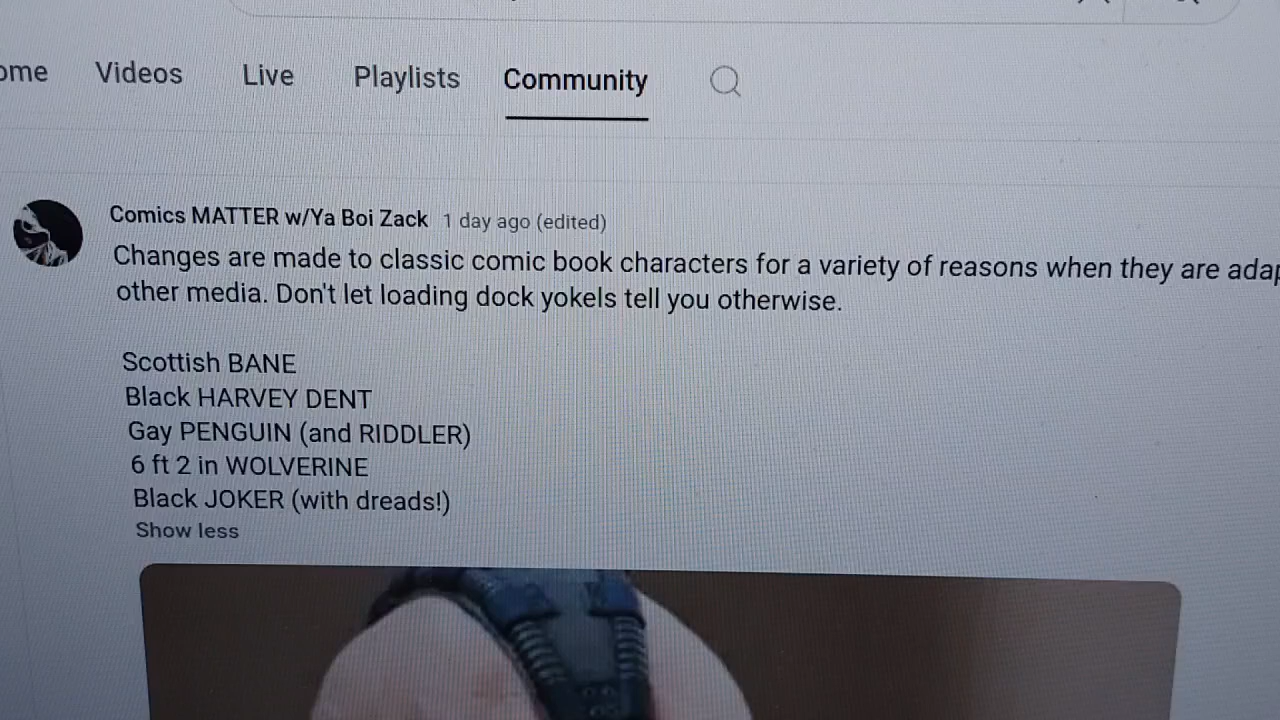 Videos Live Playlists Community
Comics MATTER w/Ya Boi Zack 1 day ago (edited)
Changes are made to classic comic book characters for a variety of reasons when they are
other media. Don't let loading dock yokels tell you otherwise.
Scottish BANE
Black HARVEY DENT
Gay PENGUIN (and RIDDLER)
6 ft 2 in WOLVERINE
Black JOKER (with dreads!)
Show less